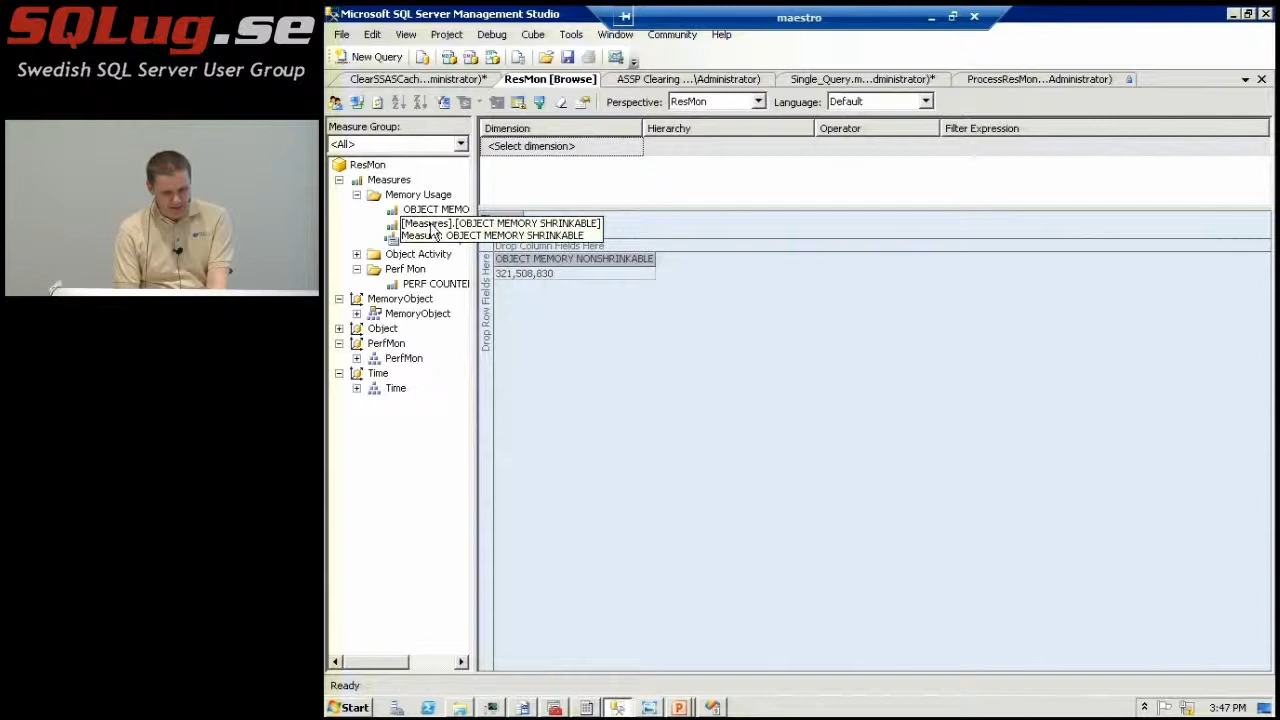 SQLug.se
Swedish SQL Server User Group
Microsoft SQL Server Management Studio
maestro
File Edit View Project Debug Cube Tools Window Community Help
New Query
ClearSSASCach...ministrator)* ResMon [Browse] ASSP Clearing ...\Administrator) Single_Query.m...dministrator)* ProcessResMon...Administrator)
Perspective: ResMon Language: Default
Measure Group:
<All>
Dimension Hierarchy Operator Filter Expression
<Select dimension>
ResMon
Measures
Memory Usage
OBJECT MEMO
[Measures].[OBJECT MEMORY SHRINKABLE]
Measure: OBJECT MEMORY SHRINKABLE
Drop Column Fields Here
Object Activity
Perf Mon
PERF COUNTER
MemoryObject
MemoryObject
Object
PerfMon
PerfMon
Time
Time
OBJECT MEMORY NONSHRINKABLE
321,508,830
Drop Row Fields Here
Ready
Start
3:47 PM